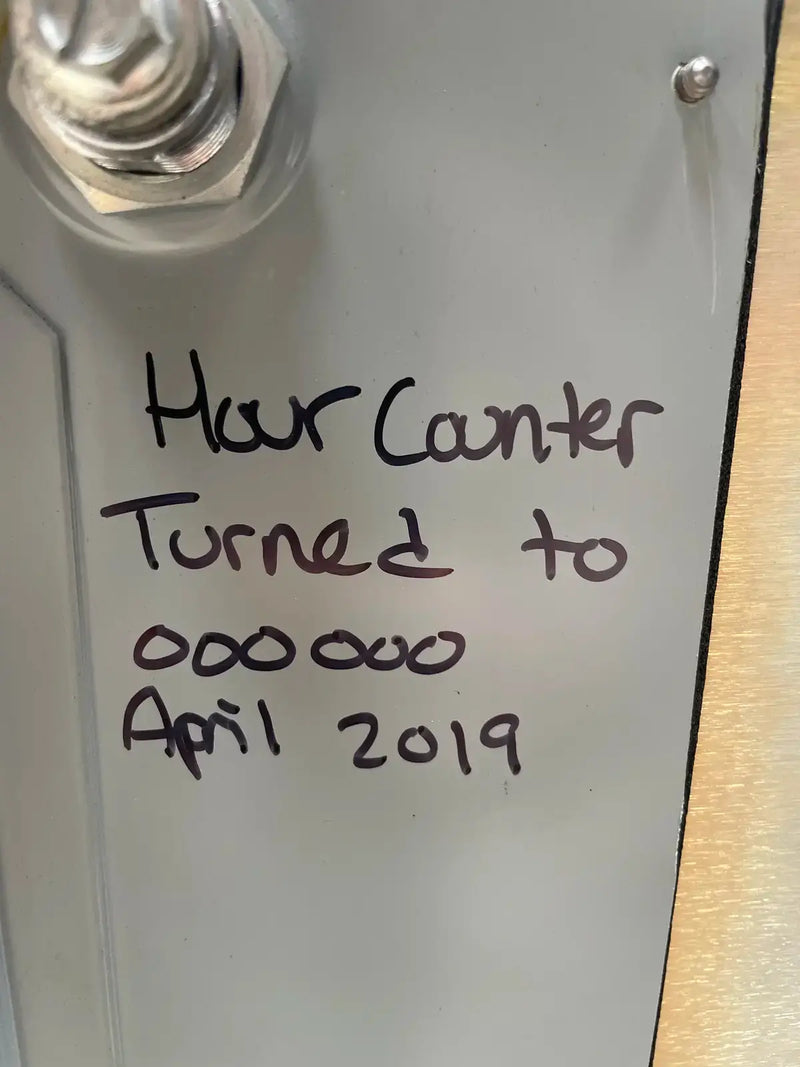 Hour Counter
Turned to
000000
April 2019